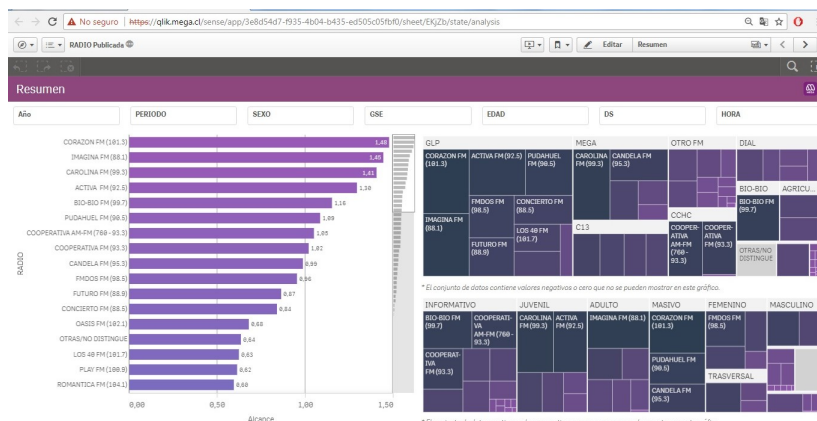 No seguro
https://qlik.mega.cl/sense/app/3e8d54d7-f935-4b04-b435-ed505c05fbf0/sheet/EKjZb/state/analysis
RADIO Publicada
Editar
Resumen
Resumen
Año
PERIODO
SEXO
GSE
EDAD
DS
HORA
RADIO
CORAZON FM (101.3) 1,48
IMAGINA FM (88.1) 1,45
CAROLINA FM (99.3) 1,41
ACTIVA FM (92.5) 1,30
BIO-BIO FM (99.7) 1,16
PUDAHUEL FM (90.5) 1,09
COOPERATIVA AM-FM (760-93.3) 1,05
COOPERATIVA FM (93.3) 1,02
CANDELA FM (95.3) 0,99
FMDOS FM (98.5) 0,96
FUTURO FM (88.9) 0,87
CONCIERTO FM (88.5) 0,84
OASIS FM (102.1) 0,68
OTRAS/NO DISTINGUE 0,64
LOS 40 FM (101.7) 0,63
PLAY FM (100.9) 0,62
ROMANTICA FM (104.1) 0,60
0,00 0,50 1,00 1,50
Alcance
GLP
CORAZON FM
(101.3)
ACTIVA FM (92.5)
PUDAHUEL
FM (90.5)
IMAGINA FM
(88.1)
FMDOS FM
(98.5)
CONCIERTO FM
(88.5)
FUTURO FM
(88.9)
LOS 40 FM
(101.7)
MEGA
CAROLINA
FM (99.3)
CANDELA FM
(95.3)
C13
OTRO FM
CCHC
COOPER-
ATIVA
AM-FM
(760-
93.3)
COOPER-
ATIVA
FM (93.3)
DIAL
BIO-BIO
BIO-BIO FM
(99.7)
AGRICU...
OTRAS/NO
DISTINGUE
* El conjunto de datos contiene valores negativos o cero que no se pueden mostrar en este gráfico.
INFORMATIVO
BIO-BIO FM
(99.7)
COOPERATI-
VA
AM-FM (760-
93.3)
COOPERAT-
IVA
FM (93.3)
JUVENIL
CAROLINA
FM (99.3)
ACTIVA
FM (92.5)
ADULTO
IMAGINA FM (88.1)
MASIVO
CORAZON FM
(101.3)
PUDAHUEL FM
(90.5)
CANDELA FM
(95.3)
FEMENINO
FMDOS FM
(98.5)
TRASVERSAL
MASCULINO